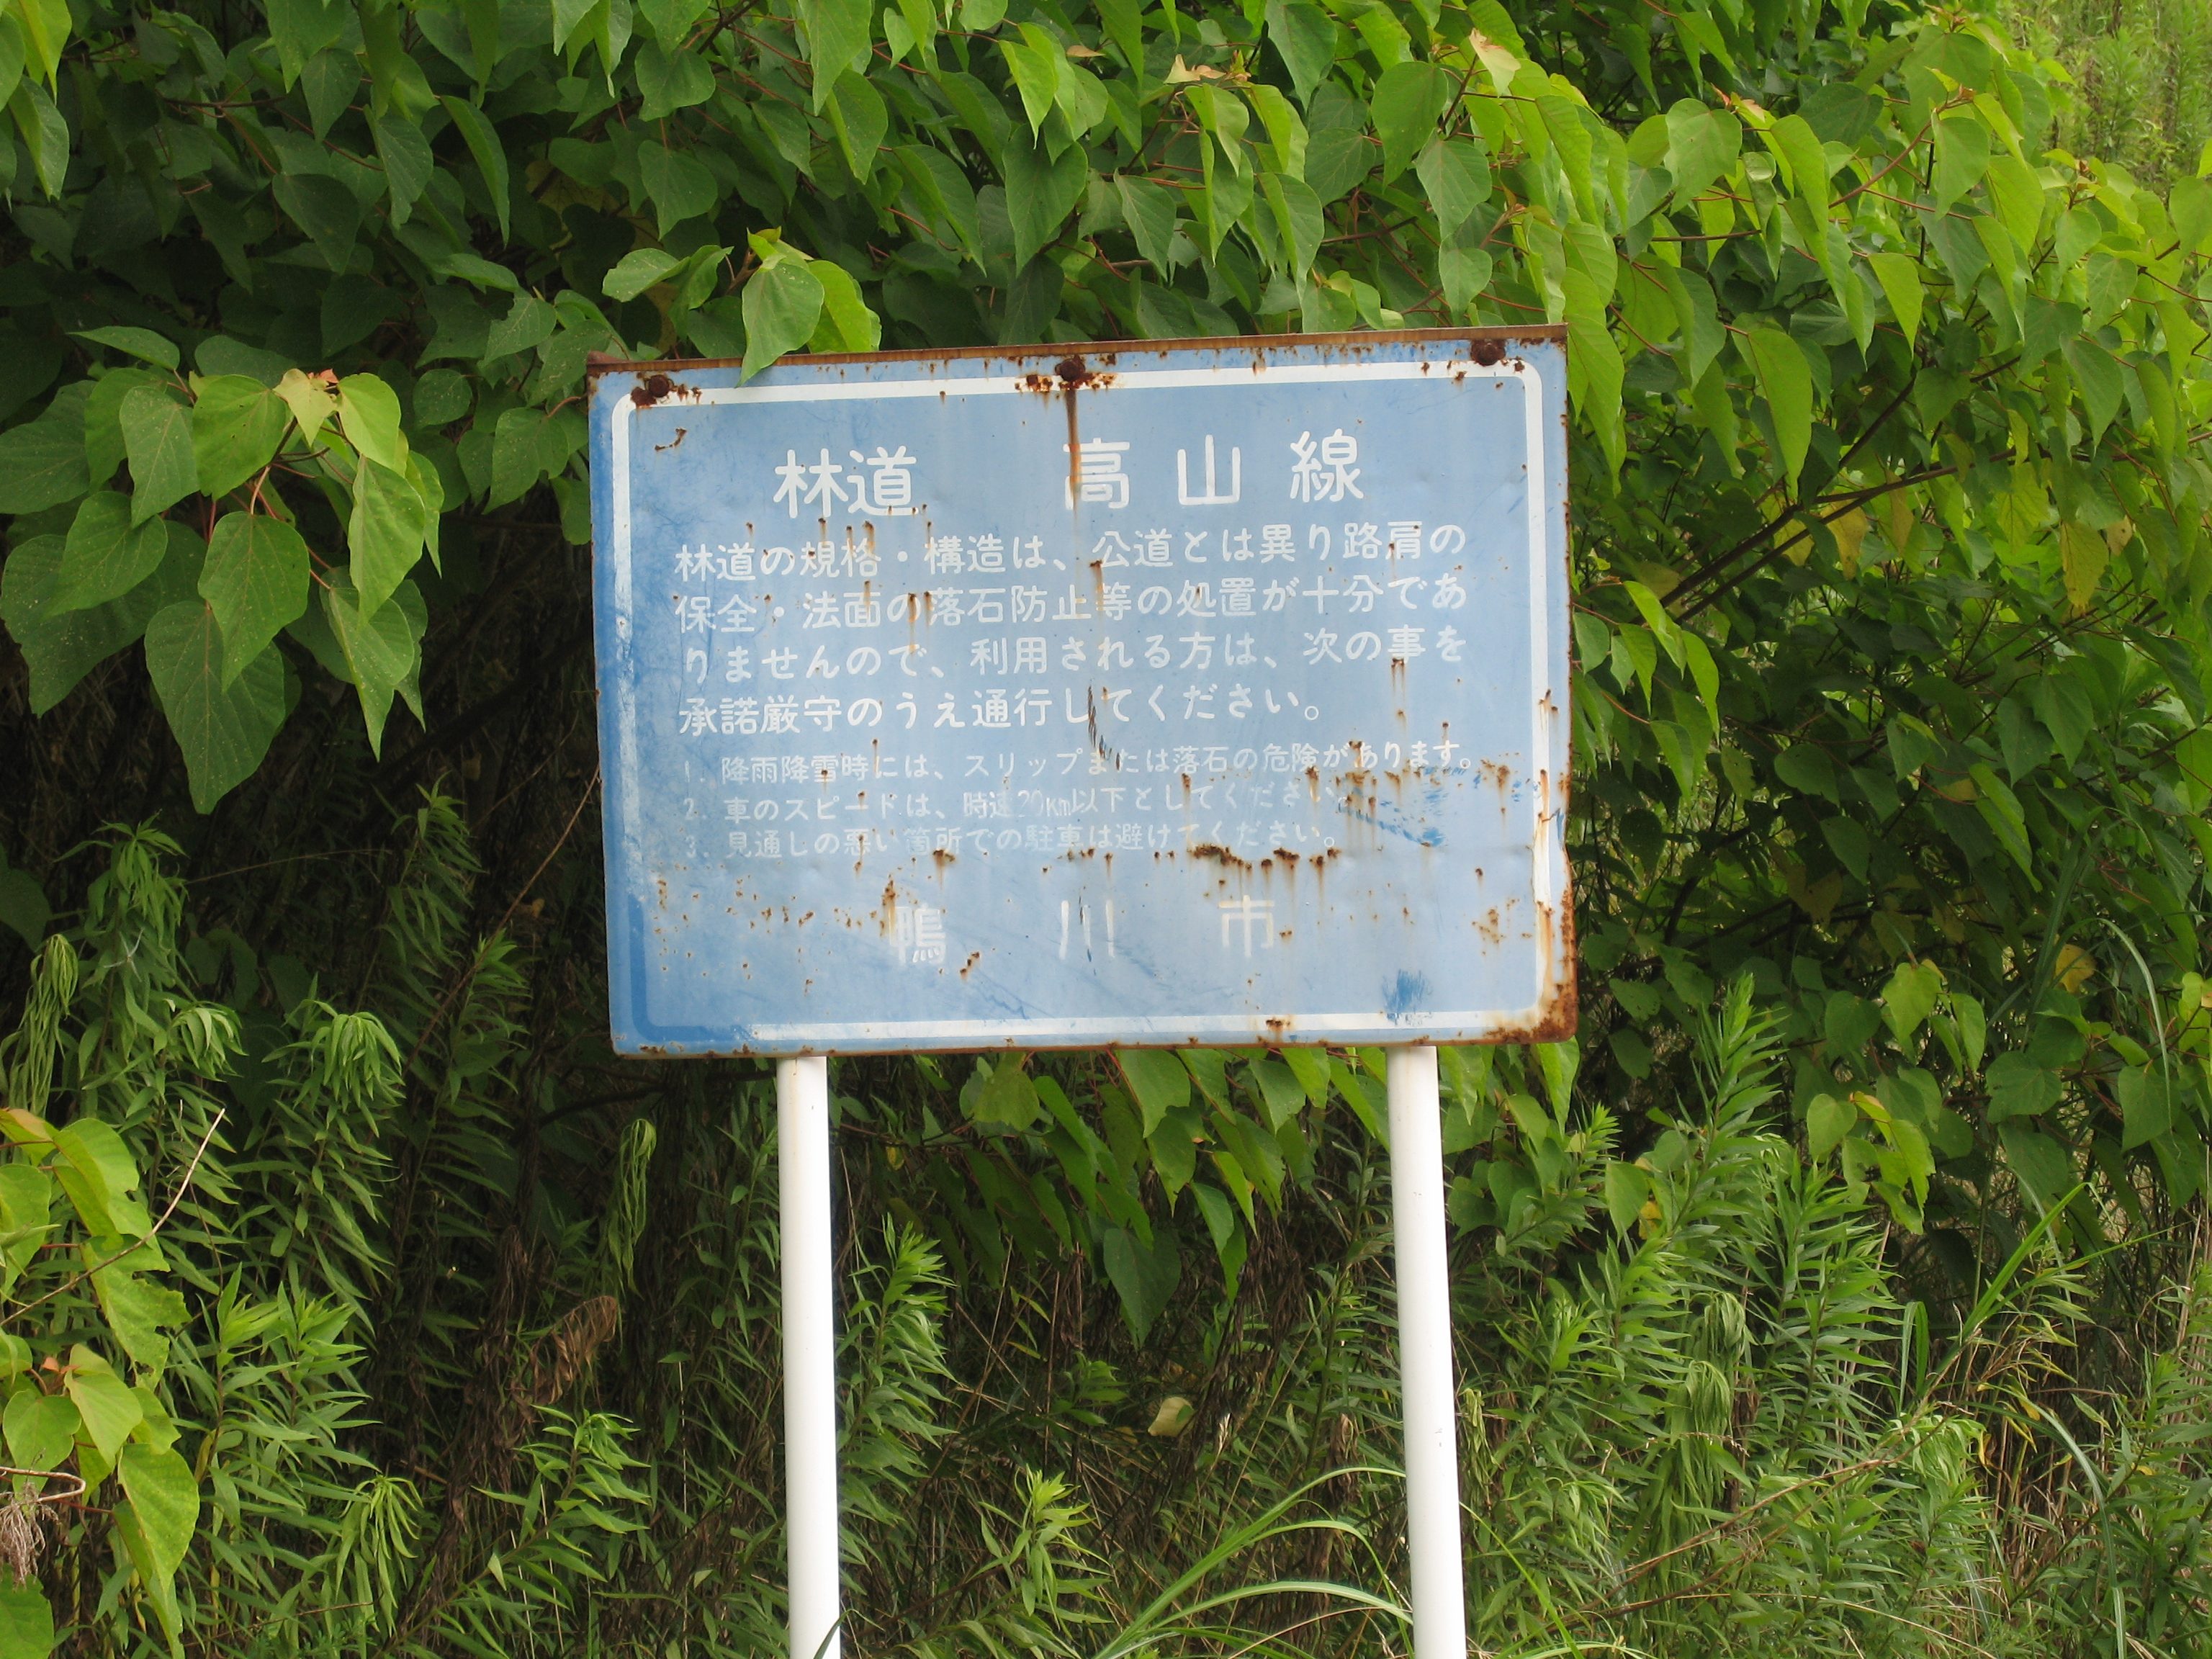 林道 高山線
林道の規格・構造は、公道とは異り路肩の
保全・法面の落石防止等の処置が十分であ
りませんので、利用される方は、次の事を
承諾厳守のうえ通行してください。
1. 降雨降雪時には、スリップまたは落石の危険があります。
2. 車のスピードは、時速20Km以下としてください。
3. 見通しの悪い箇所での駐車は避けてください。
鴨川市